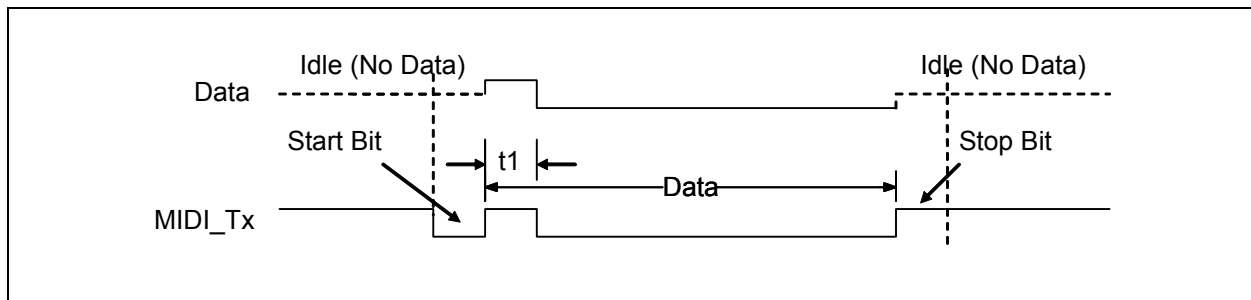 Idle (No Data)
Idle (No Data)
Data
Start Bit
t1
Stop Bit
Data
MIDI_Tx